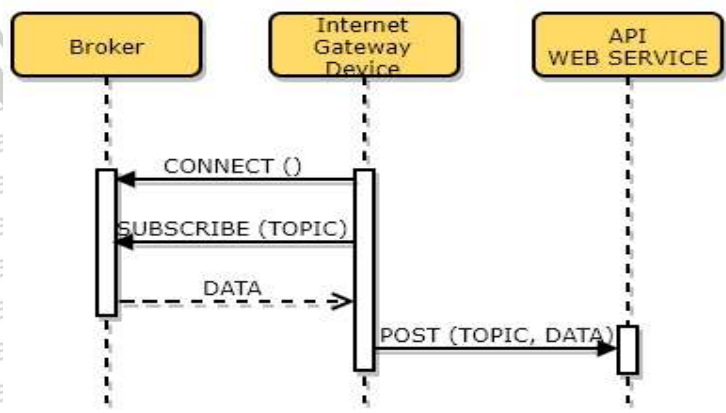 Broker
Internet
Gateway
Device
API
WEB SERVICE
CONNECT ()
SUBSCRIBE (TOPIC)
DATA
POST (TOPIC, DATA)